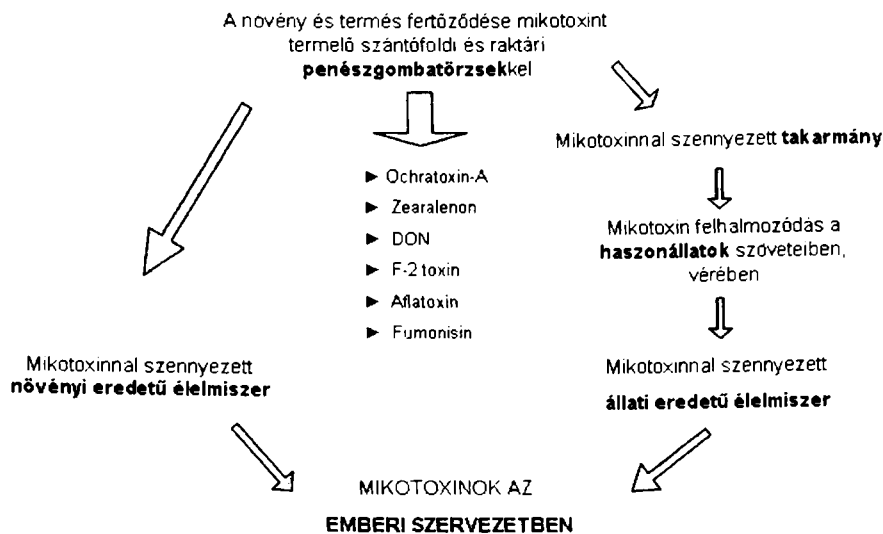 A növény és termés fertőződése mikotoxint
termelő szántóföldi és raktári
penészgombatörzsekkel
Mikotoxinnal szennyezett takarmány
► Ochratoxin-A
► Zearalenon
► DON
► F-2 toxin
► Aflatoxin
► Fumonisin
Mikotoxin felhalmozódás a
haszonállatok szöveteiben,
vérében
Mikotoxinnal szennyezett
növényi eredetű élelmiszer
Mikotoxinnal szennyezett
állati eredetű élelmiszer
MIKOTOXINOK AZ
EMBERI SZERVEZETBEN